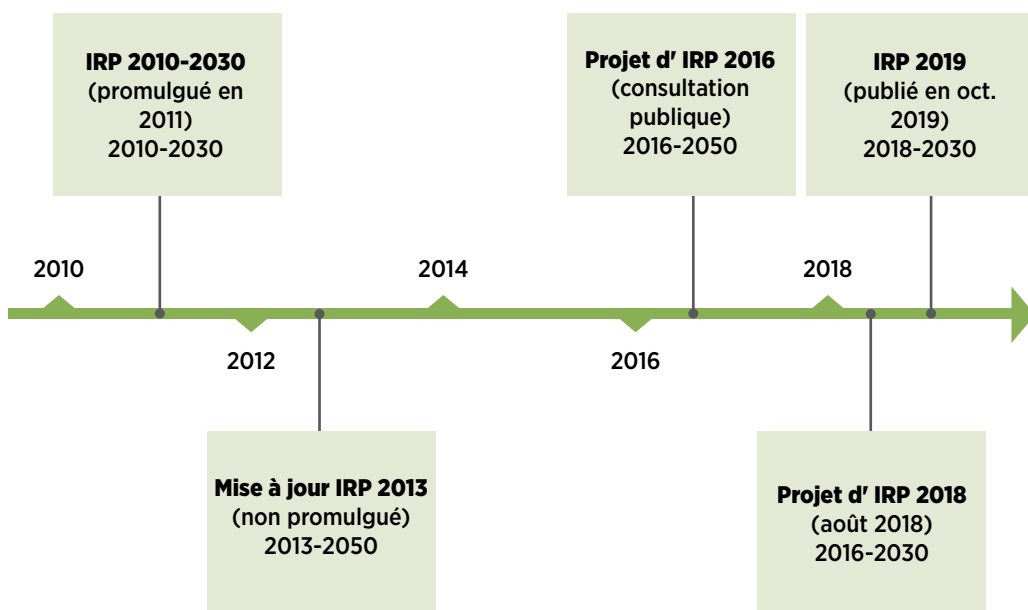 IRP 2010-2030
(promulgué en
2011)
2010-2030
Projet d' IRP 2016
(consultation
publique)
2016-2050
IRP 2019
(publié en oct.
2019)
2018-2030
2010
2014
2018
2012
2016
Mise à jour IRP 2013
(non promulgué)
2013-2050
Projet d' IRP 2018
(août 2018)
2016-2030